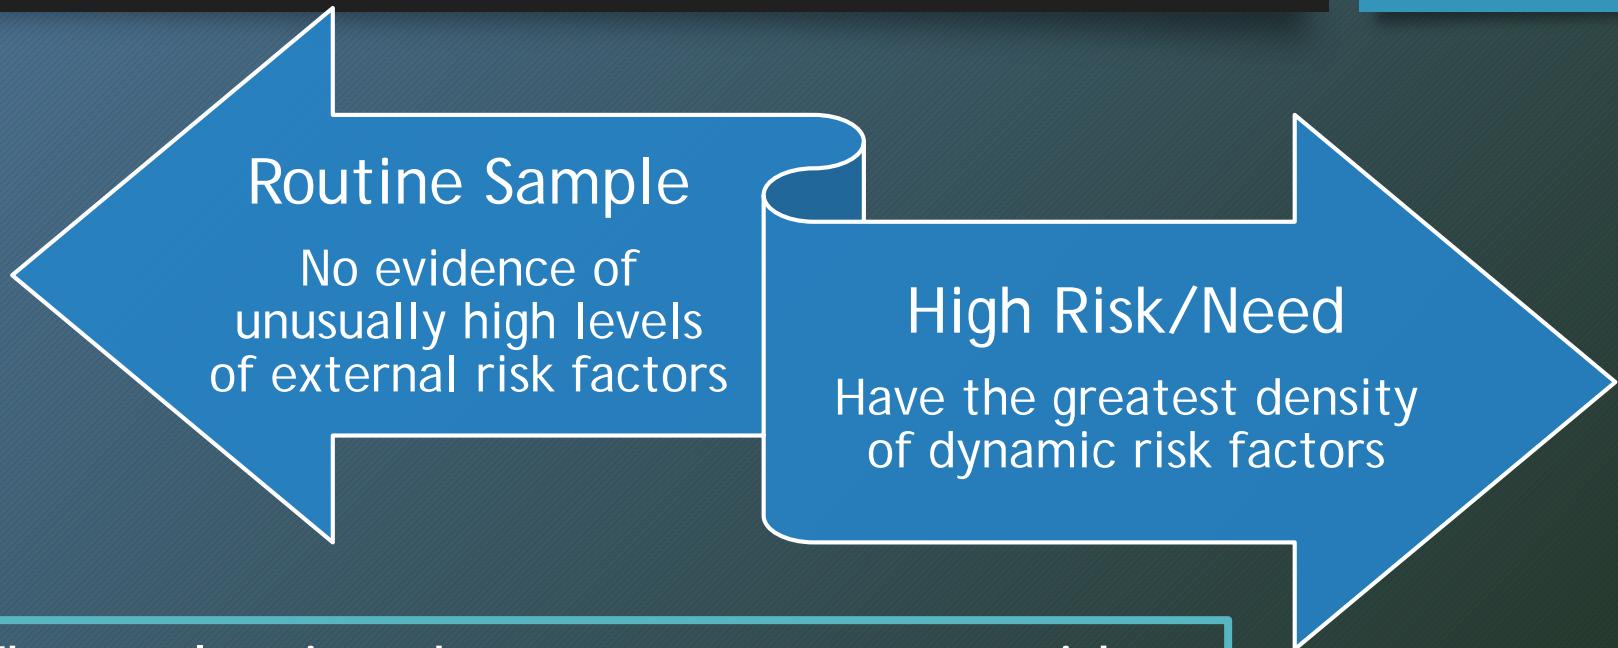 Routine Sample
No evidence of
unusually high levels
of external risk factors
High Risk/Need
Have the greatest density
of dynamic risk factors